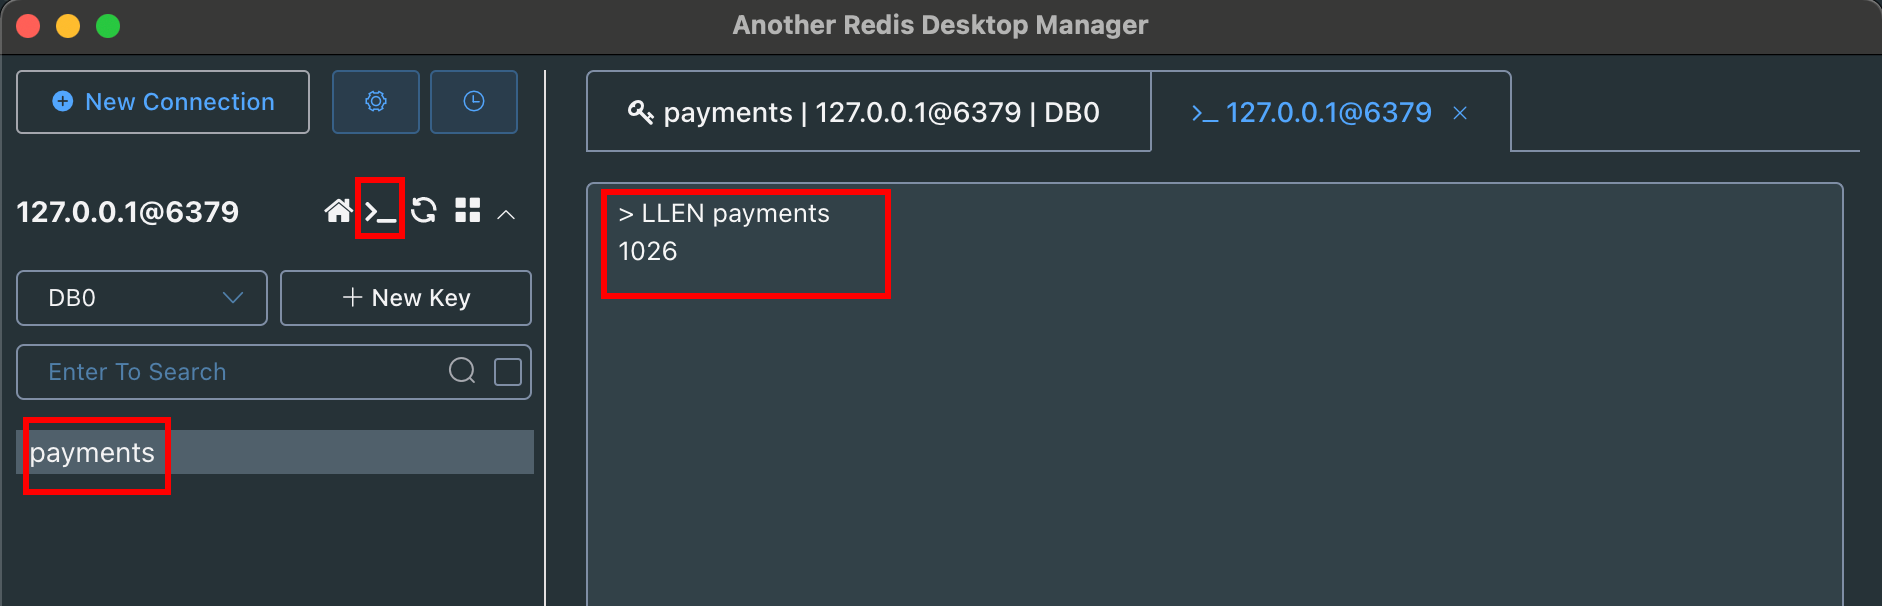 Another Redis Desktop Manager
New Connection
payments | 127.0.0.1@6379 | DB0
>_ 127.0.0.1@6379 ×
127.0.0.1@6379
DB0
+ New Key
Enter To Search
payments
> LLEN payments
1026